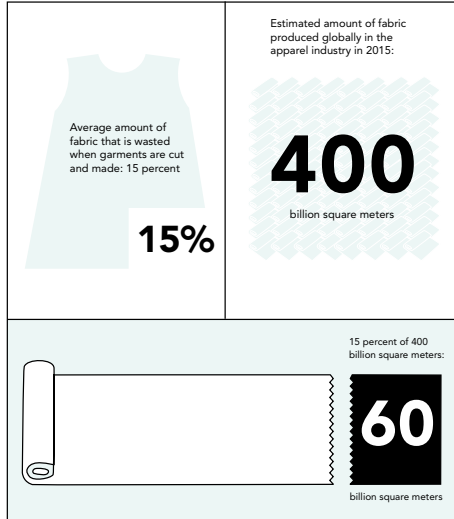 Average amount of
fabric that is wasted
when garments are cut
and made: 15 percent
15%
Estimated amount of fabric
produced globally in the
apparel industry in 2015:
400
billion square meters
15 percent of 400
billion square meters:
60
billion square meters